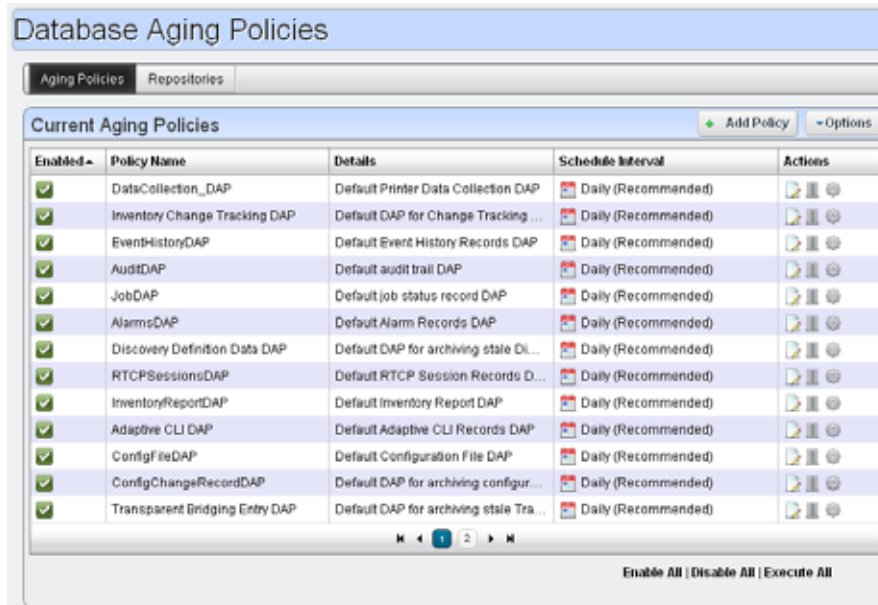 Database Aging Policies
Aging Policies Repositories
Current Aging Policies Add Policy Options
Enabled Policy Name Details Schedule Interval Actions
DataCollection_DAP Default Printer Data Collection DAP Daily (Recommended)
Inventory Change Tracking DAP Default DAP for Change Tracking ... Daily (Recommended)
EventHistoryDAP Default Event History Records DAP Daily (Recommended)
AuditDAP Default audit trail DAP Daily (Recommended)
JobDAP Default job status record DAP Daily (Recommended)
AlarmsDAP Default Alarm Records DAP Daily (Recommended)
Discovery Definition Data DAP Default DAP for archiving stale Di... Daily (Recommended)
RTCPSessionsDAP Default RTCP Session Records D... Daily (Recommended)
InventoryReportDAP Default Inventory Report DAP Daily (Recommended)
Adaptive CLI DAP Default Adaptive CLI Records DAP Daily (Recommended)
ConfigFileDAP Default Configuration File DAP Daily (Recommended)
ConfigChangeRecordDAP Default DAP for archiving configur... Daily (Recommended)
Transparent Bridging Entry DAP Default DAP for archiving stale Tra... Daily (Recommended)
1 2
Enable All | Disable All | Execute All